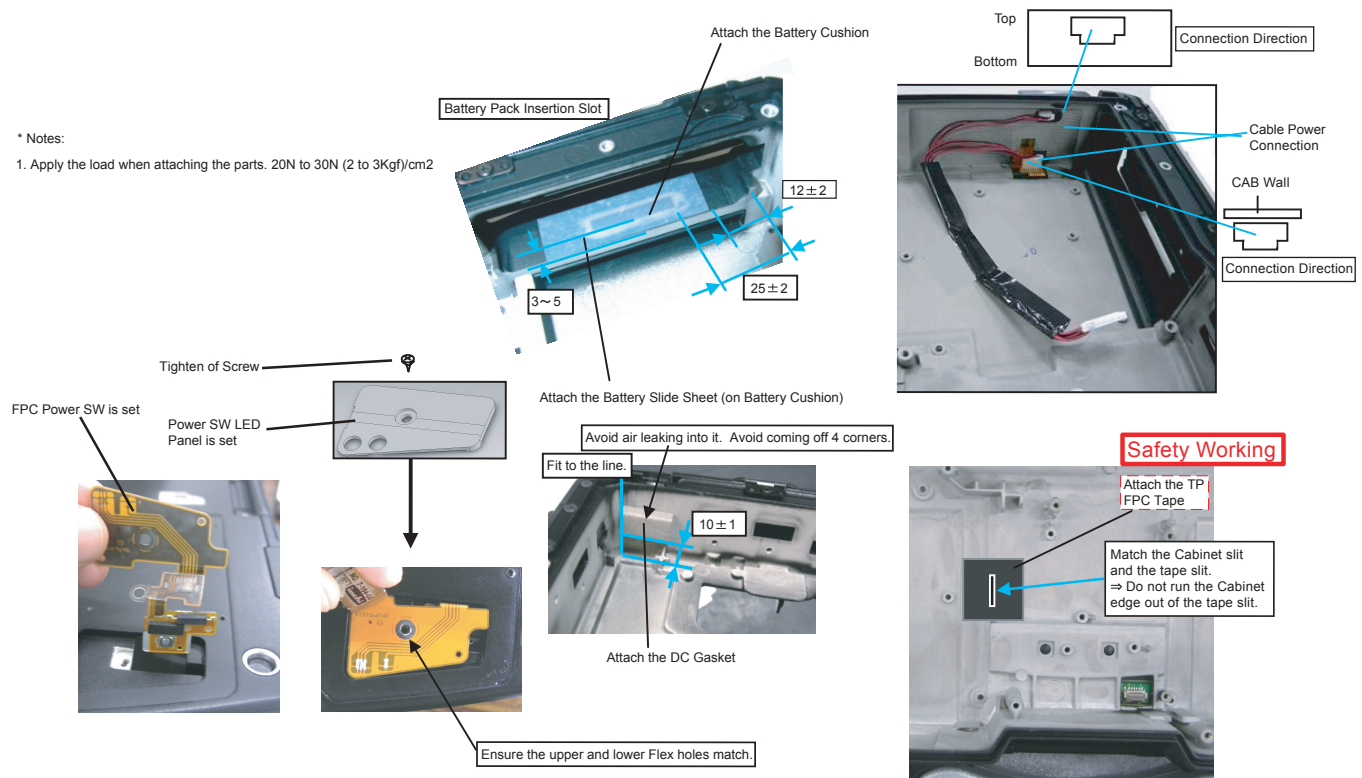 Top
Bottom
Connection Direction
Attach the Battery Cushion
Battery Pack Insertion Slot
* Notes:
1. Apply the load when attaching the parts. 20N to 30N (2 to 3Kgf)/cm2
12±2
25±2
3～5
Cable Power
Connection
CAB Wall
Connection Direction
Attach the Battery Slide Sheet (on Battery Cushion)
Tighten of Screw
FPC Power SW is set
Power SW LED
Panel is set
Avoid air leaking into it. Avoid coming off 4 corners.
Fit to the line.
10±1
Attach the DC Gasket
Safety Working
Attach the TP
FPC Tape
Match the Cabinet slit
and the tape slit.
⇒ Do not run the Cabinet
edge out of the tape slit.
Ensure the upper and lower Flex holes match.